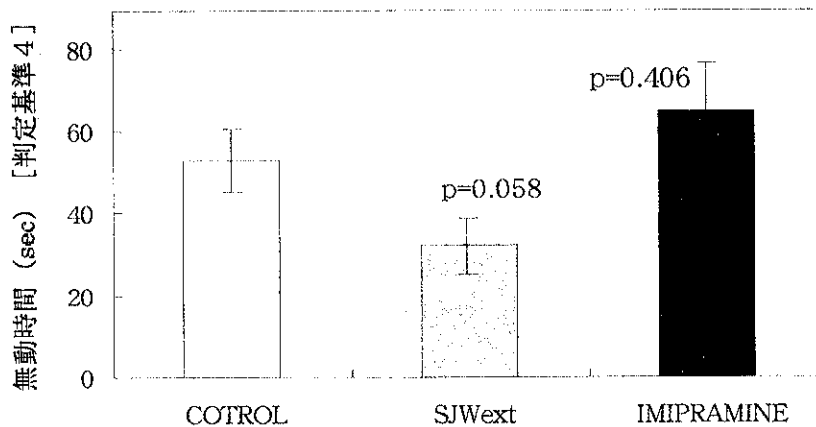 無動時間 (sec) [判定基準4]
80
60
40
20
0
p=0.058
p=0.406
COTROL
SJWext
IMIPRAMINE